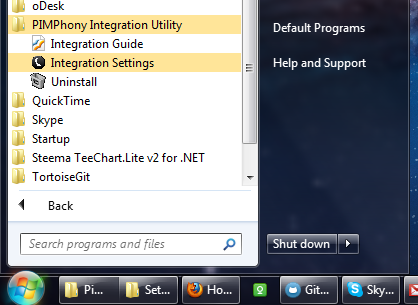 oDesk
PIMPhony Integration Utility
Integration Guide
Integration Settings
Uninstall
QuickTime
Skype
Startup
Steema TeeChart.Lite v2 for .NET
TortoiseGit
Back
Search programs and files
Default Programs
Help and Support
Shut down
Pi...
Set...
Ho...
Git...
Sky...